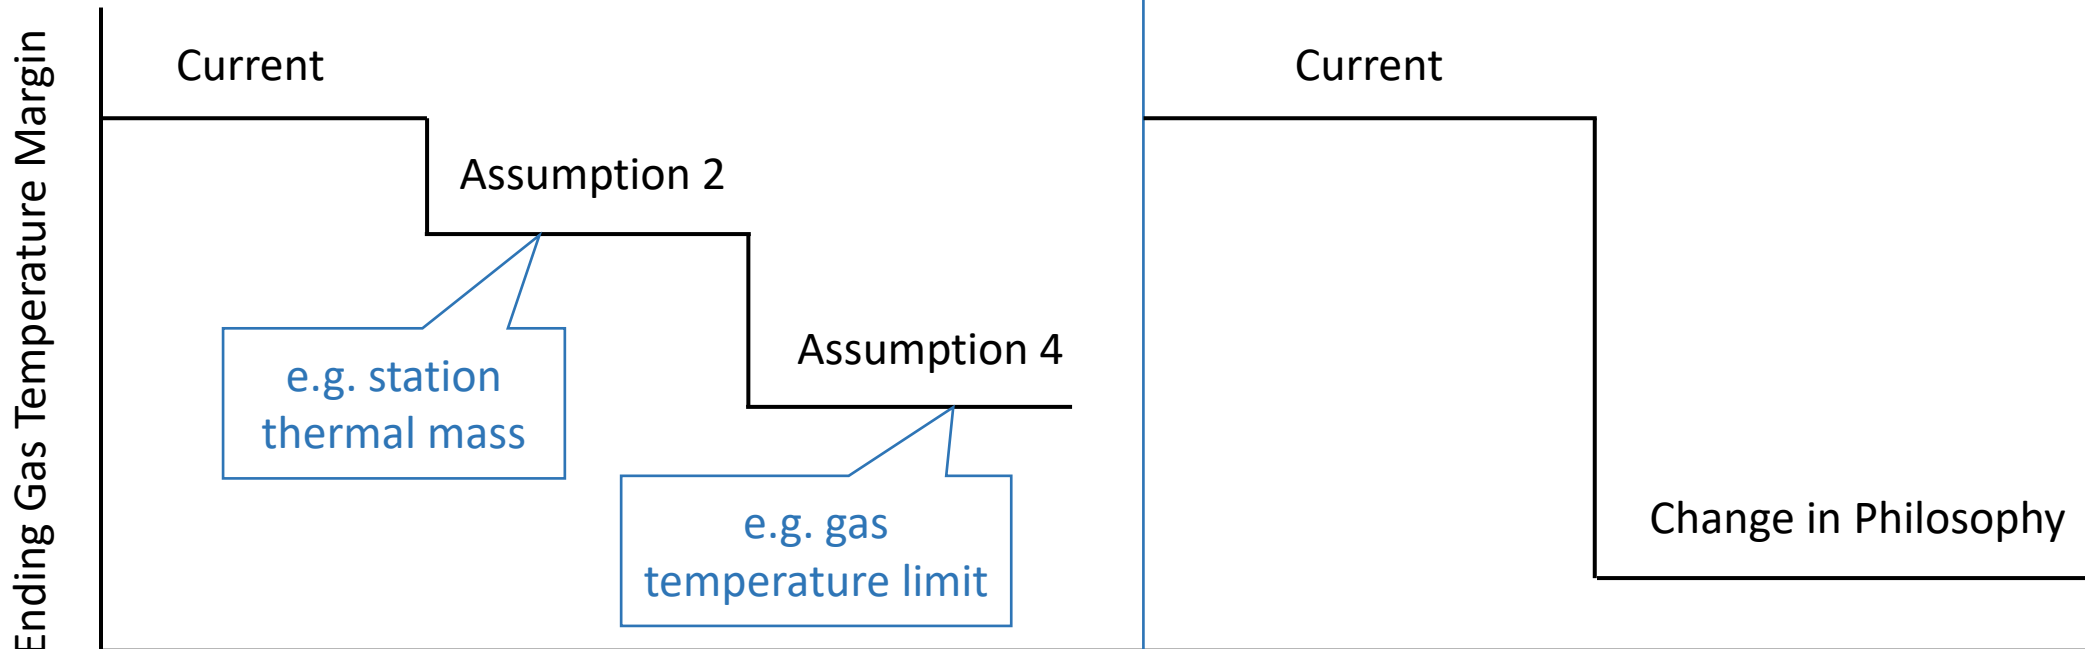 Ending Gas Temperature Margin
Current
Assumption 2
e.g. station
thermal mass
Assumption 4
e.g. gas
temperature limit
Current
Change in Philosophy